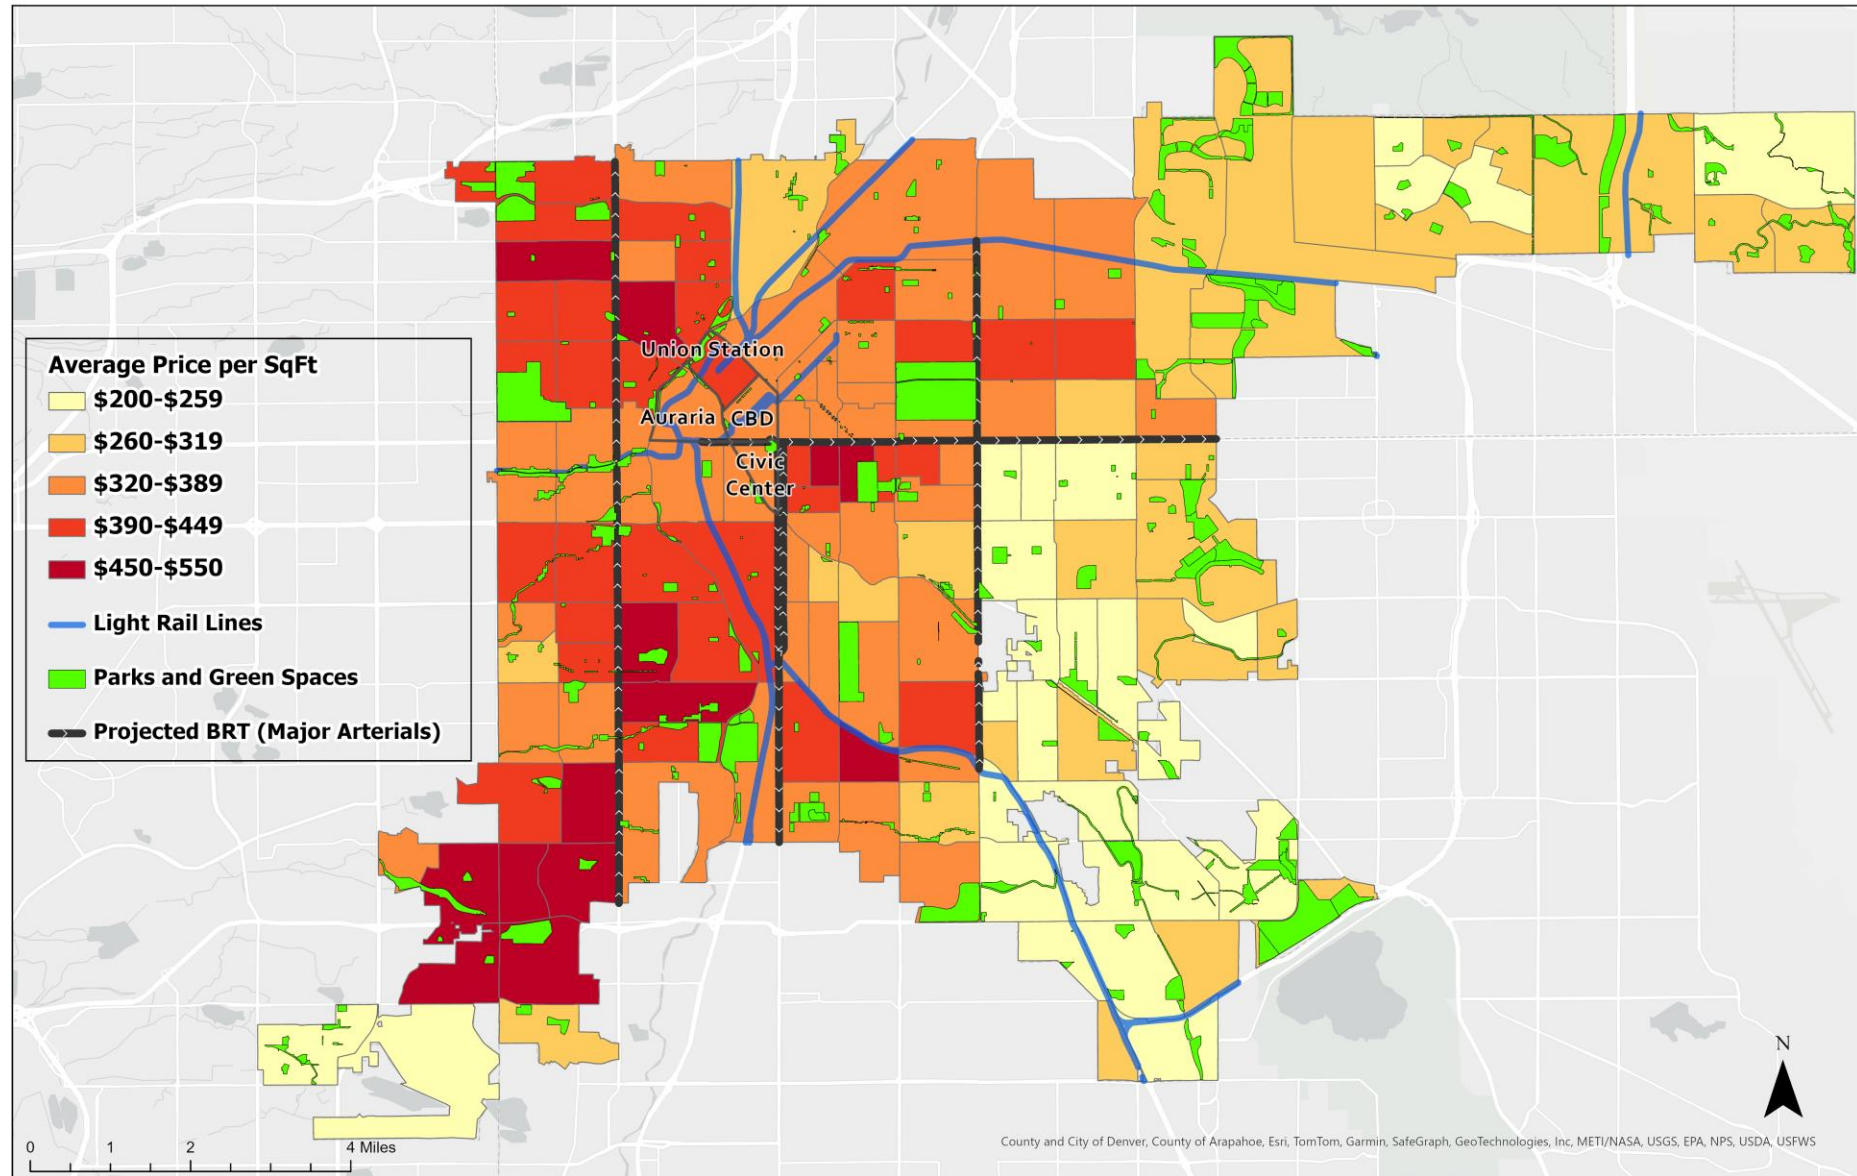 Union Station
Auraria CBD
Civic
Center
Average Price per SqFt
$200-$259
$260-$319
$320-$389
$390-$449
$450-$550
Light Rail Lines
Parks and Green Spaces
Projected BRT (Major Arterials)
N
0 1 2 4 Miles
County and City of Denver, County of Arapahoe, Esri, TomTom, Garmin, SafeGraph, GeoTechnologies, Inc, METI/NASA, USGS, EPA, NPS, USDA, USFWS